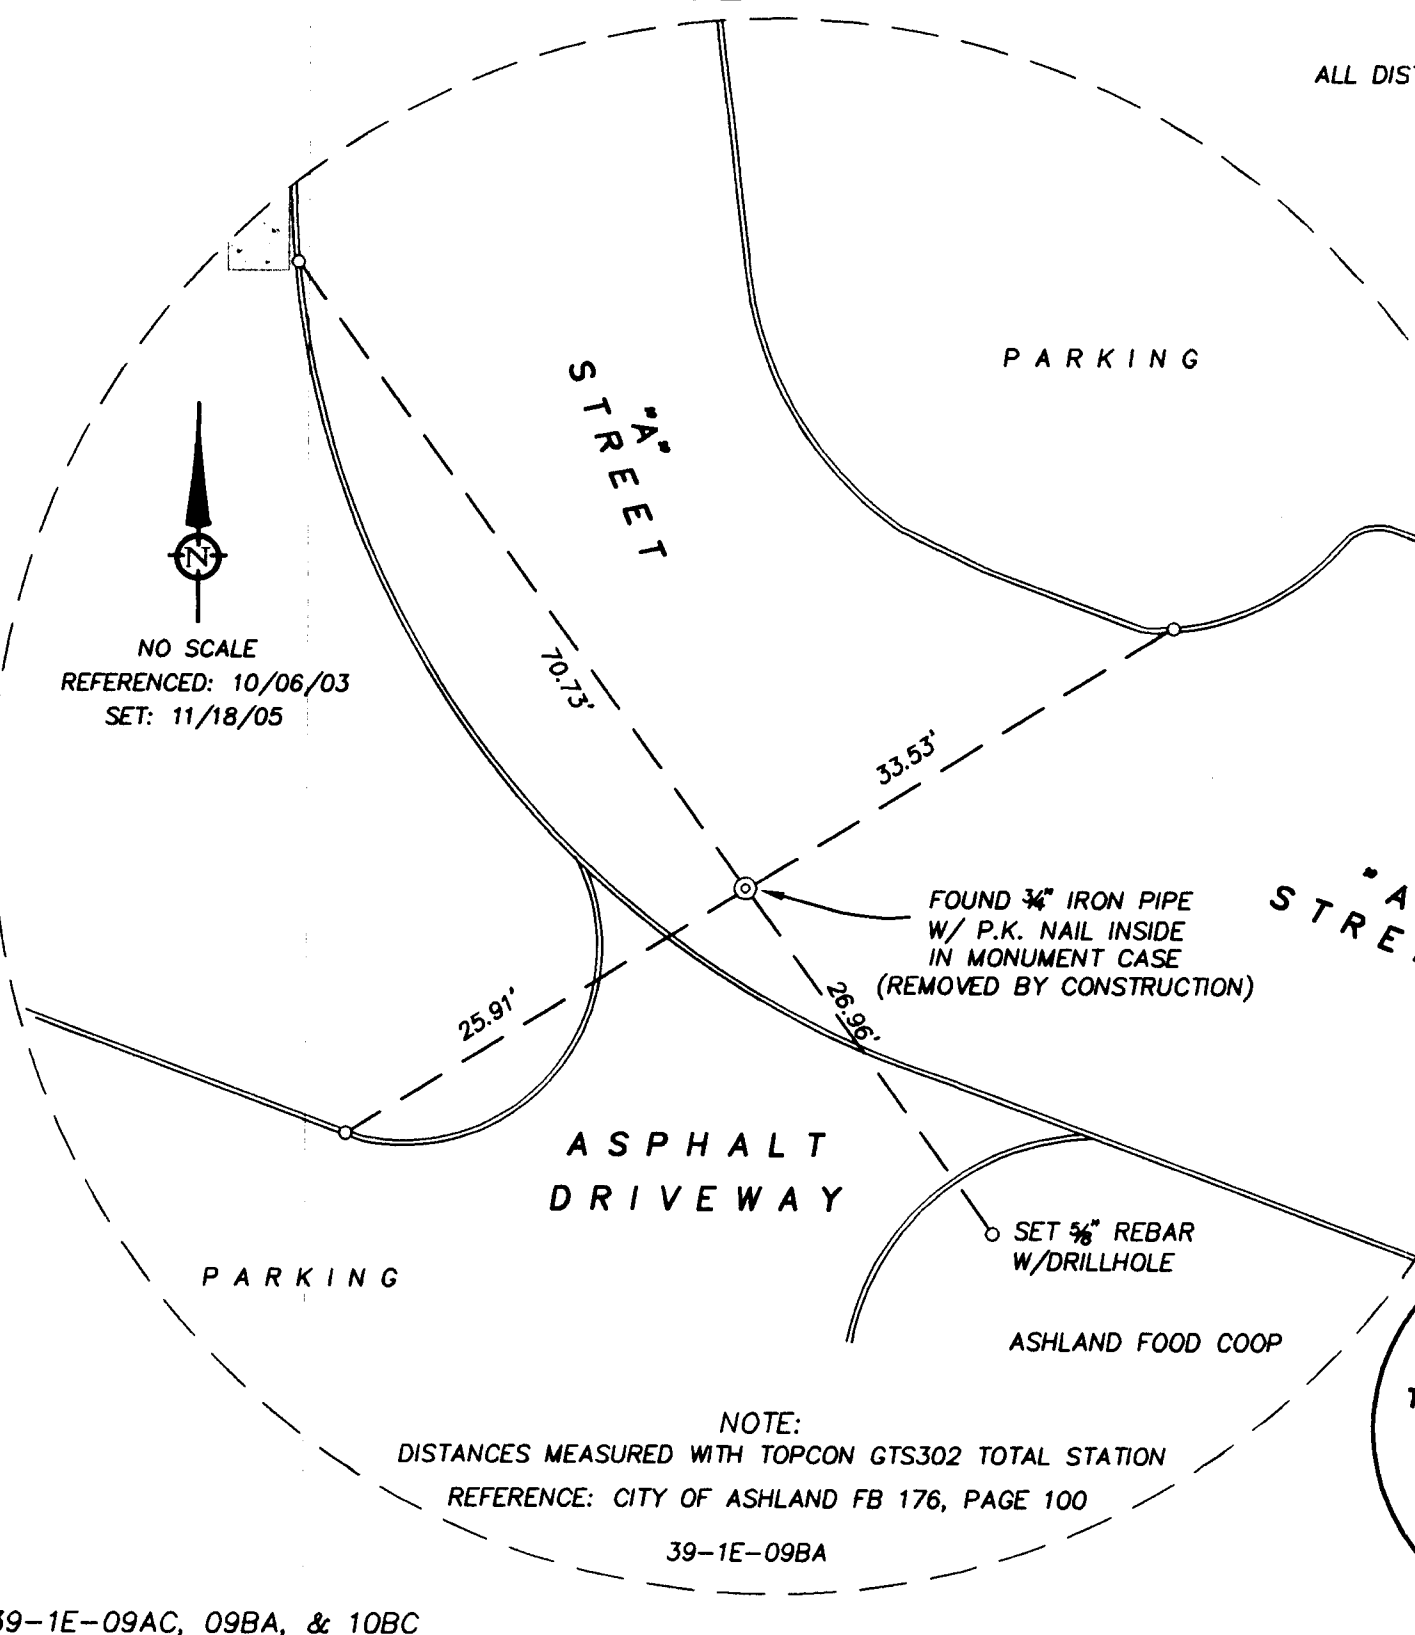 ALL DIS
PARKING
"A"
STREET
N
NO SCALE
REFERENCED: 10/06/03
SET: 11/18/05
70.73'
33.53'
FOUND ¾" IRON PIPE
W/ P.K. NAIL INSIDE
IN MONUMENT CASE
(REMOVED BY CONSTRUCTION)
"A
STRE
26.96'
25.91'
ASPHALT
DRIVEWAY
SET ⅝" REBAR
W/DRILLHOLE
PARKING
ASHLAND FOOD COOP
NOTE:
DISTANCES MEASURED WITH TOPCON GTS302 TOTAL STATION
REFERENCE: CITY OF ASHLAND FB 176, PAGE 100
39-1E-09BA
39-1E-09AC, 09BA, & 10BC